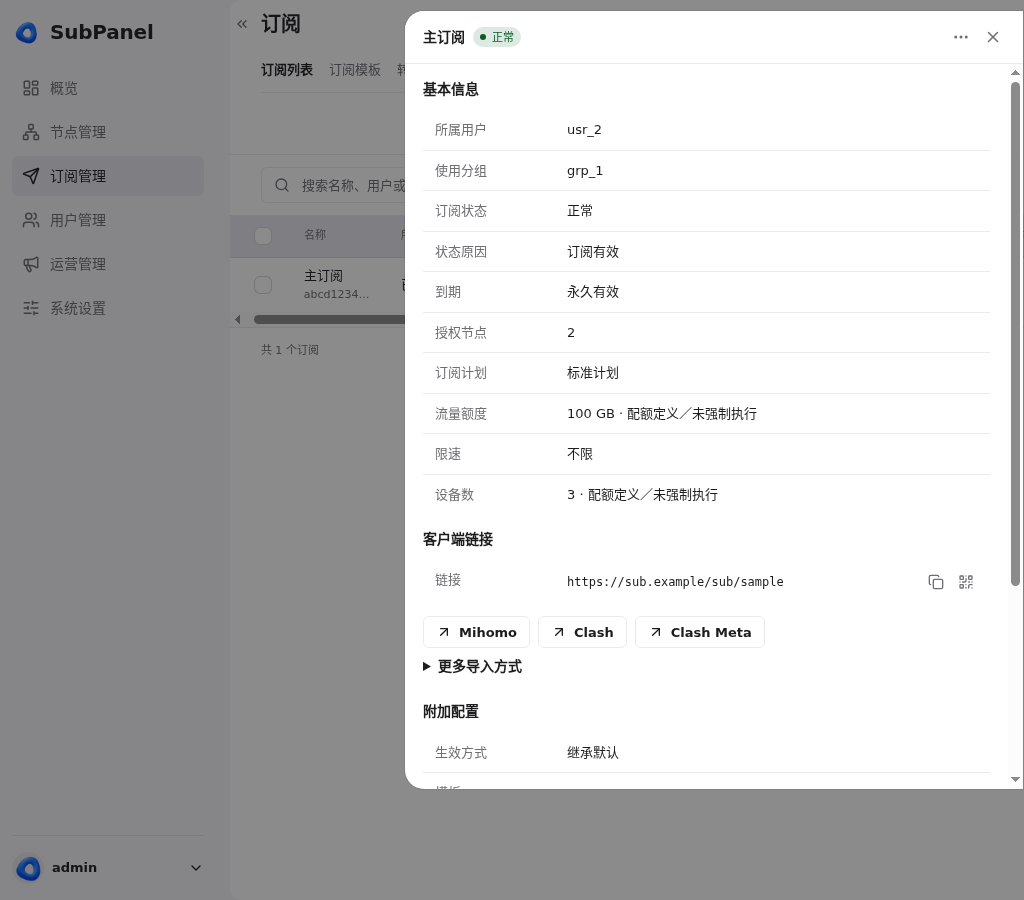 SubPanel
概览
节点管理
订阅管理
用户管理
运营管理
系统设置
admin
订阅
订阅列表 订阅模板
搜索名称、用户或
名称
主订阅
abcd1234...
共 1 个订阅
主订阅 正常
基本信息
所属用户 usr_2
使用分组 grp_1
订阅状态 正常
状态原因 订阅有效
到期 永久有效
授权节点 2
订阅计划 标准计划
流量额度 100 GB · 配额定义／未强制执行
限速 不限
设备数 3 · 配额定义／未强制执行
客户端链接
链接 https://sub.example/sub/sample
Mihomo Clash Clash Meta
更多导入方式
附加配置
生效方式 继承默认